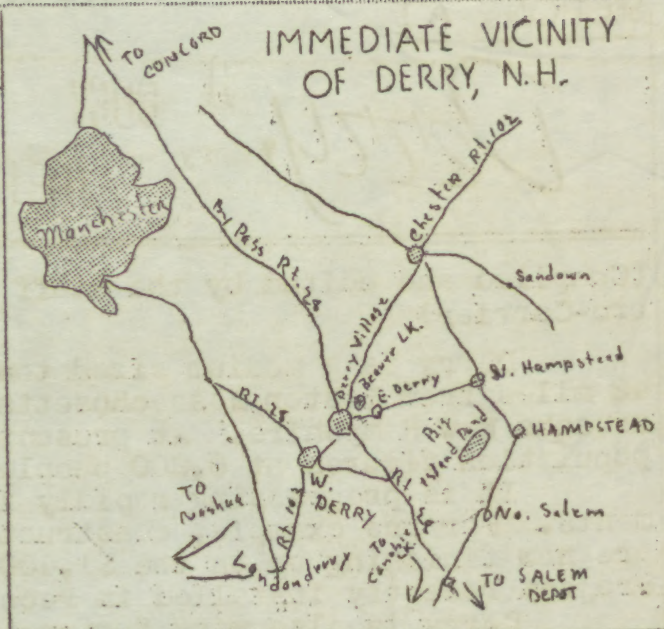 IMMEDIATE VICINITY
OF DERRY, N.H.
TO
CONCORD
Manchester
By Pass Rt. 28
Chester Rt. 102
Sandown
Derry Village
Beaver LK.
E. Derry
W. Hampstead
Big
Island Pond
HAMPSTEAD
Rt. 28
W.
DERRY
Rt. 28
No. Salem
TO
Nashua
Rt 102
Londonderry
TO
LK.
TO SALEM
DEPOT